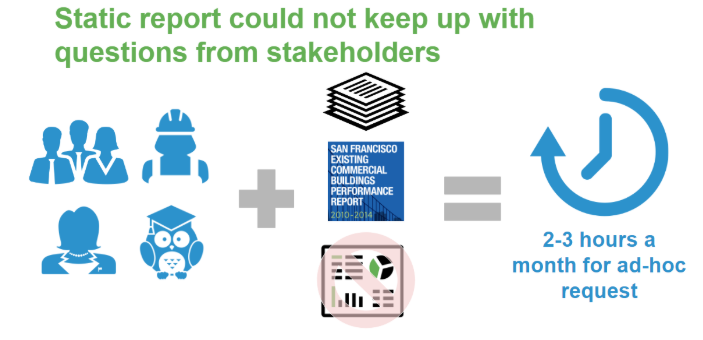 Static report could not keep up with
questions from stakeholders
SAN FRANCISCO
EXISTING
COMMERCIAL
BUILDINGS
PERFORMANCE
REPORT
2010-2014
2-3 hours a
month for ad-hoc
request